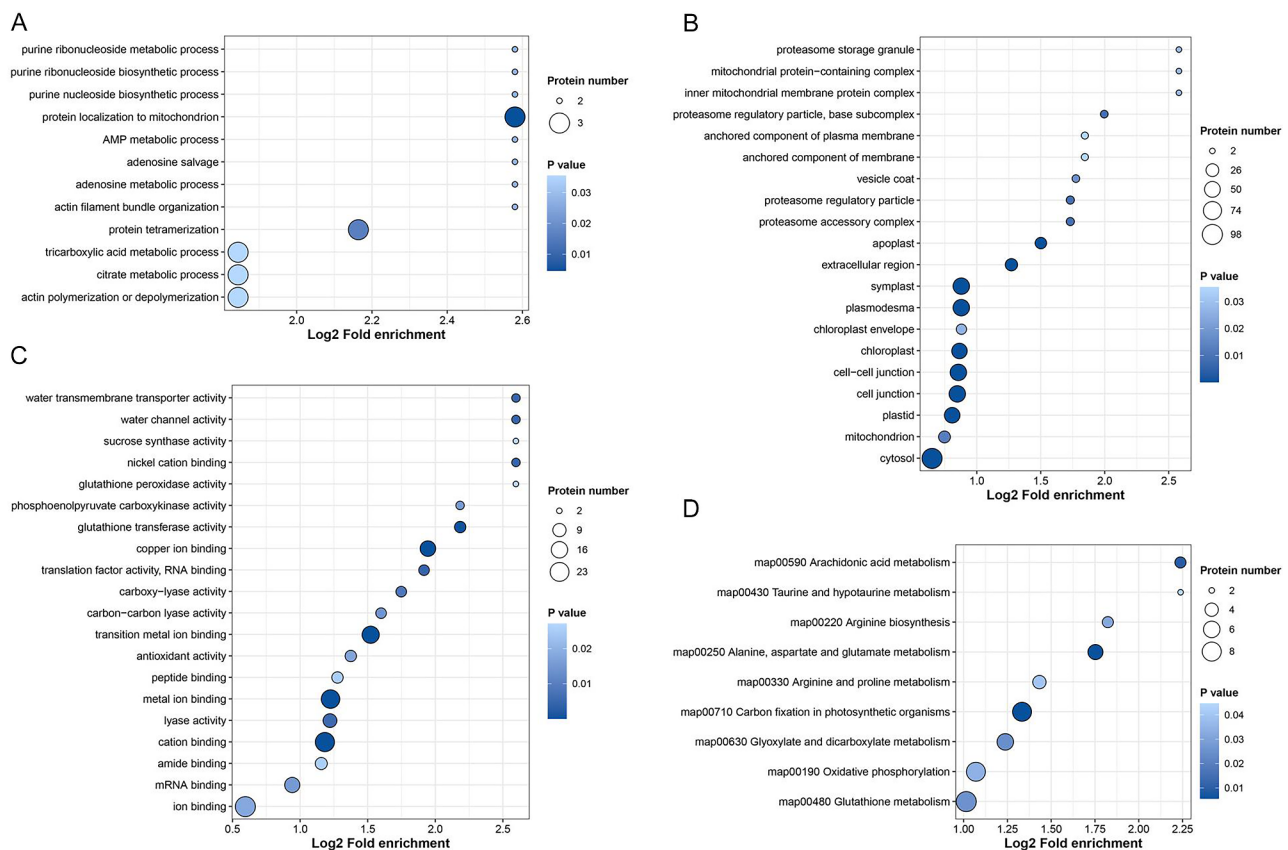 A
purine ribonucleoside metabolic process
purine ribonucleoside biosynthetic process
purine nucleoside biosynthetic process
protein localization to mitochondrion
AMP metabolic process
adenosine salvage
adenosine metabolic process
actin filament bundle organization
protein tetramerization
tricarboxylic acid metabolic process
citrate metabolic process
actin polymerization or depolymerization
2.0 2.2 2.4 2.6
Log2 Fold enrichment
Protein number
2
3
P value
0.03
0.02
0.01
B
proteasome storage granule
mitochondrial protein−containing complex
inner mitochondrial membrane protein complex
proteasome regulatory particle, base subcomplex
anchored component of plasma membrane
anchored component of membrane
vesicle coat
proteasome regulatory particle
proteasome accessory complex
apoplast
extracellular region
symplast
plasmodesma
chloroplast envelope
chloroplast
cell−cell junction
cell junction
plastid
mitochondrion
cytosol
1.0 1.5 2.0 2.5
Log2 Fold enrichment
Protein number
2
26
50
74
98
P value
0.03
0.02
0.01
C
water transmembrane transporter activity
water channel activity
sucrose synthase activity
nickel cation binding
glutathione peroxidase activity
phosphoenolpyruvate carboxykinase activity
glutathione transferase activity
copper ion binding
translation factor activity, RNA binding
carboxy−lyase activity
carbon−carbon lyase activity
transition metal ion binding
antioxidant activity
peptide binding
metal ion binding
lyase activity
cation binding
amide binding
mRNA binding
ion binding
0.5 1.0 1.5 2.0 2.5
Log2 Fold enrichment
Protein number
2
9
16
23
P value
0.02
0.01
D
map00590 Arachidonic acid metabolism
map00430 Taurine and hypotaurine metabolism
map00220 Arginine biosynthesis
map00250 Alanine, aspartate and glutamate metabolism
map00330 Arginine and proline metabolism
map00710 Carbon fixation in photosynthetic organisms
map00630 Glyoxylate and dicarboxylate metabolism
map00190 Oxidative phosphorylation
map00480 Glutathione metabolism
1.00 1.25 1.50 1.75 2.00 2.25
Log2 Fold enrichment
Protein number
2
4
6
8
P value
0.04
0.03
0.02
0.01